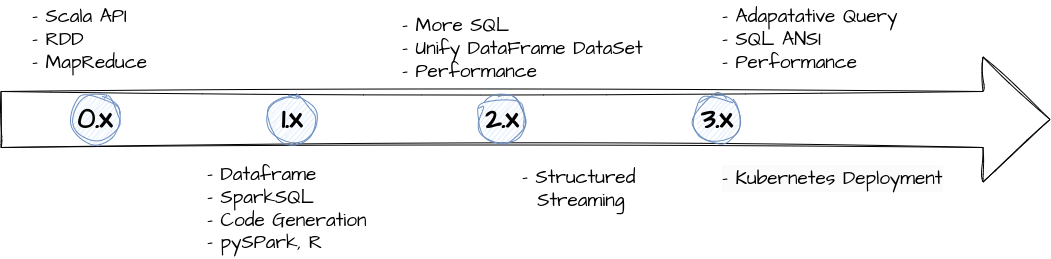 - Scala API
- RDD
- MapReduce
- More SQL
- Unify DataFrame DataSet
- Performance
- Adapatative Query
- SQL ANSI
- Performance
0.x
1.x
2.x
3.x
- Dataframe
- SparkSQL
- Code Generation
- pySPark, R
- Structured
Streaming
- Kubernetes Deployment